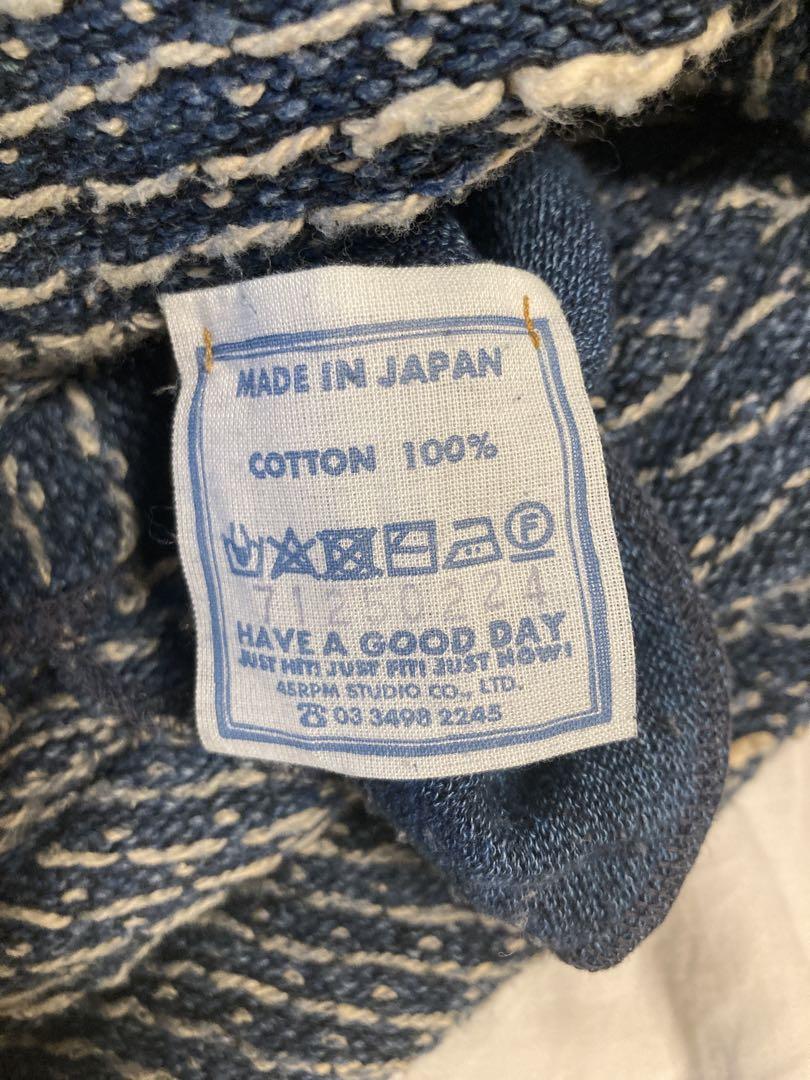 MADE IN JAPAN
COTTON 100%
F
71250224
HAVE A GOOD DAY
JUST HIT! JUST FIT! JUST NOW!
45RPM STUDIO CO., LTD.
☎ 03 3498 2245